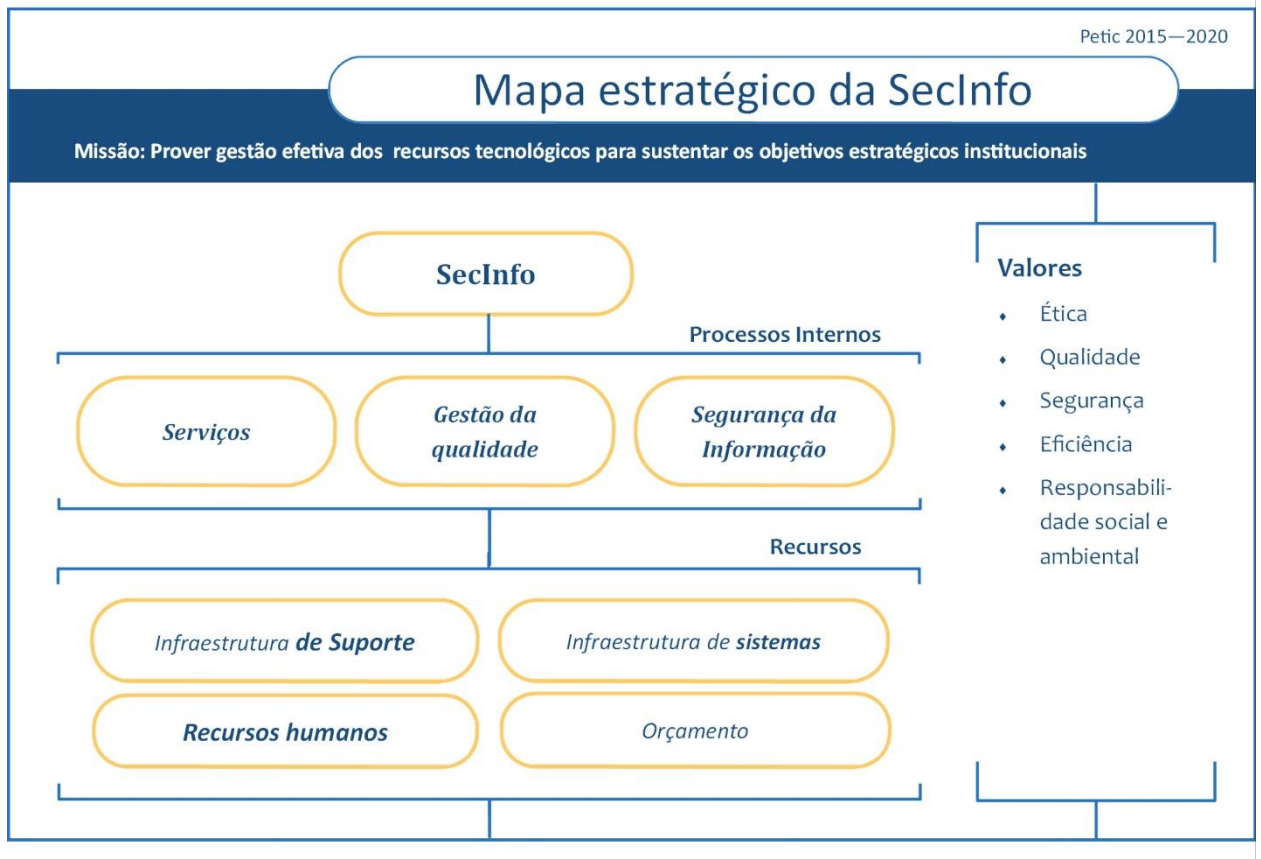 Petic 2015—2020
Mapa estratégico da SecInfo
Missão: Prover gestão efetiva dos recursos tecnológicos para sustentar os objetivos estratégicos institucionais
SecInfo
Processos Internos
Serviços
Gestão da
qualidade
Segurança da
Informação
Recursos
Infraestrutura de Suporte
Infraestrutura de sistemas
Recursos humanos
Orçamento
Valores
Ética
Qualidade
Segurança
Eficiência
Responsabili-
dade social e
ambiental